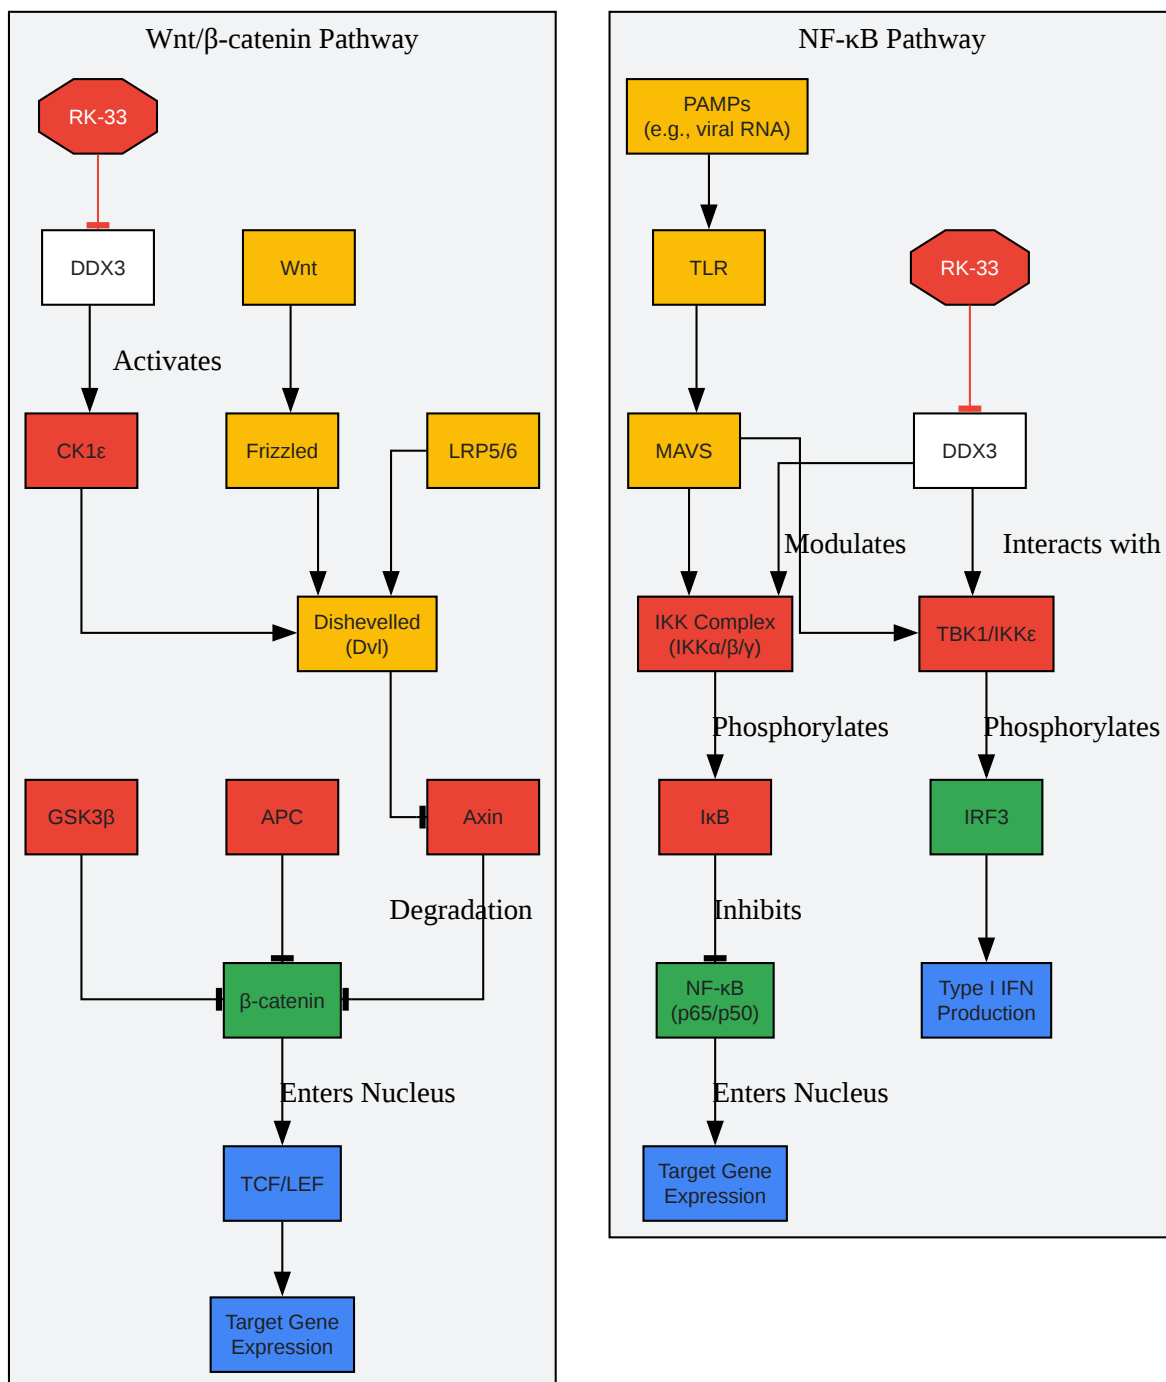 Wnt/β-catenin Pathway
RK-33
DDX3
Wnt
Activates
CK1ε
Frizzled
LRP5/6
Dishevelled
(Dvl)
GSK3β
APC
Axin
Degradation
β-catenin
Enters Nucleus
TCF/LEF
Target Gene
Expression
NF-κB Pathway
PAMPs
(e.g., viral RNA)
TLR
RK-33
MAVS
DDX3
Modulates
Interacts with
IKK Complex
(IKKα/β/γ)
TBK1/IKKε
Phosphorylates
Phosphorylates
IκB
IRF3
Inhibits
NF-κB
(p65/p50)
Type I IFN
Production
Enters Nucleus
Target Gene
Expression